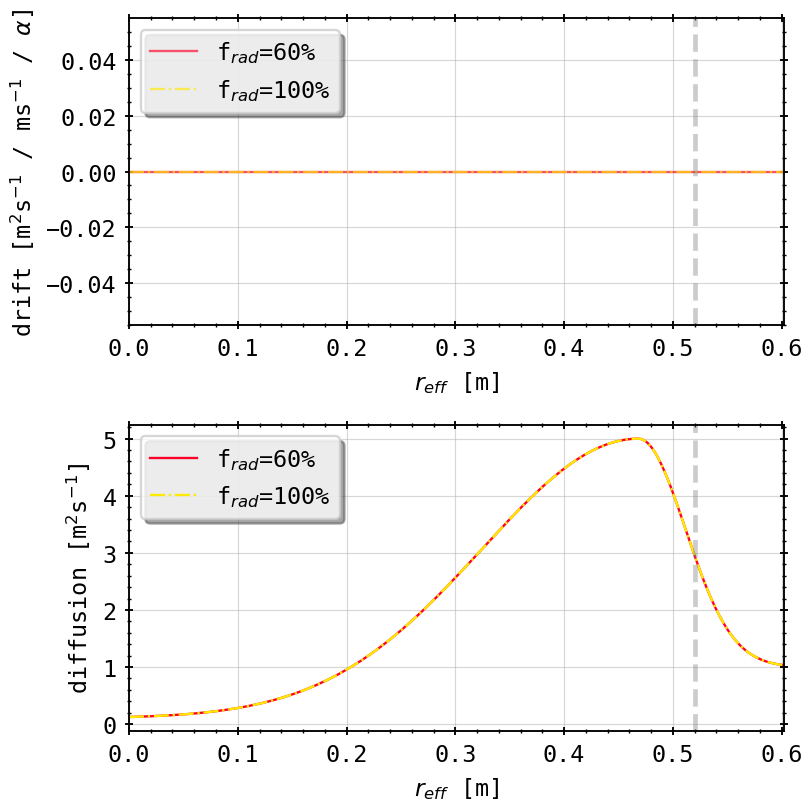 drift [m²s⁻¹ / ms⁻¹ / α]
f_rad=60%
f_rad=100%
0.04
0.02
0.00
−0.02
−0.04
0.0 0.1 0.2 0.3 0.4 0.5 0.6
r_eff [m]
diffusion [m²s⁻¹]
f_rad=60%
f_rad=100%
5
4
3
2
1
0
0.0 0.1 0.2 0.3 0.4 0.5 0.6
r_eff [m]